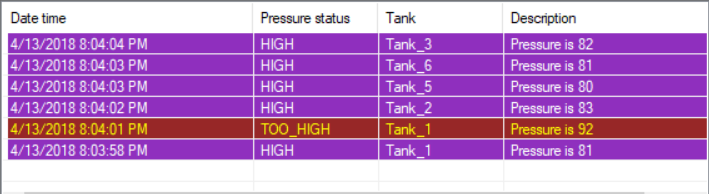 Date time Pressure status Tank Description
4/13/2018 8:04:04 PM HIGH Tank_3 Pressure is 82
4/13/2018 8:04:03 PM HIGH Tank_6 Pressure is 81
4/13/2018 8:04:03 PM HIGH Tank_5 Pressure is 80
4/13/2018 8:04:02 PM HIGH Tank_2 Pressure is 83
4/13/2018 8:04:01 PM TOO_HIGH Tank_1 Pressure is 92
4/13/2018 8:03:58 PM HIGH Tank_1 Pressure is 81